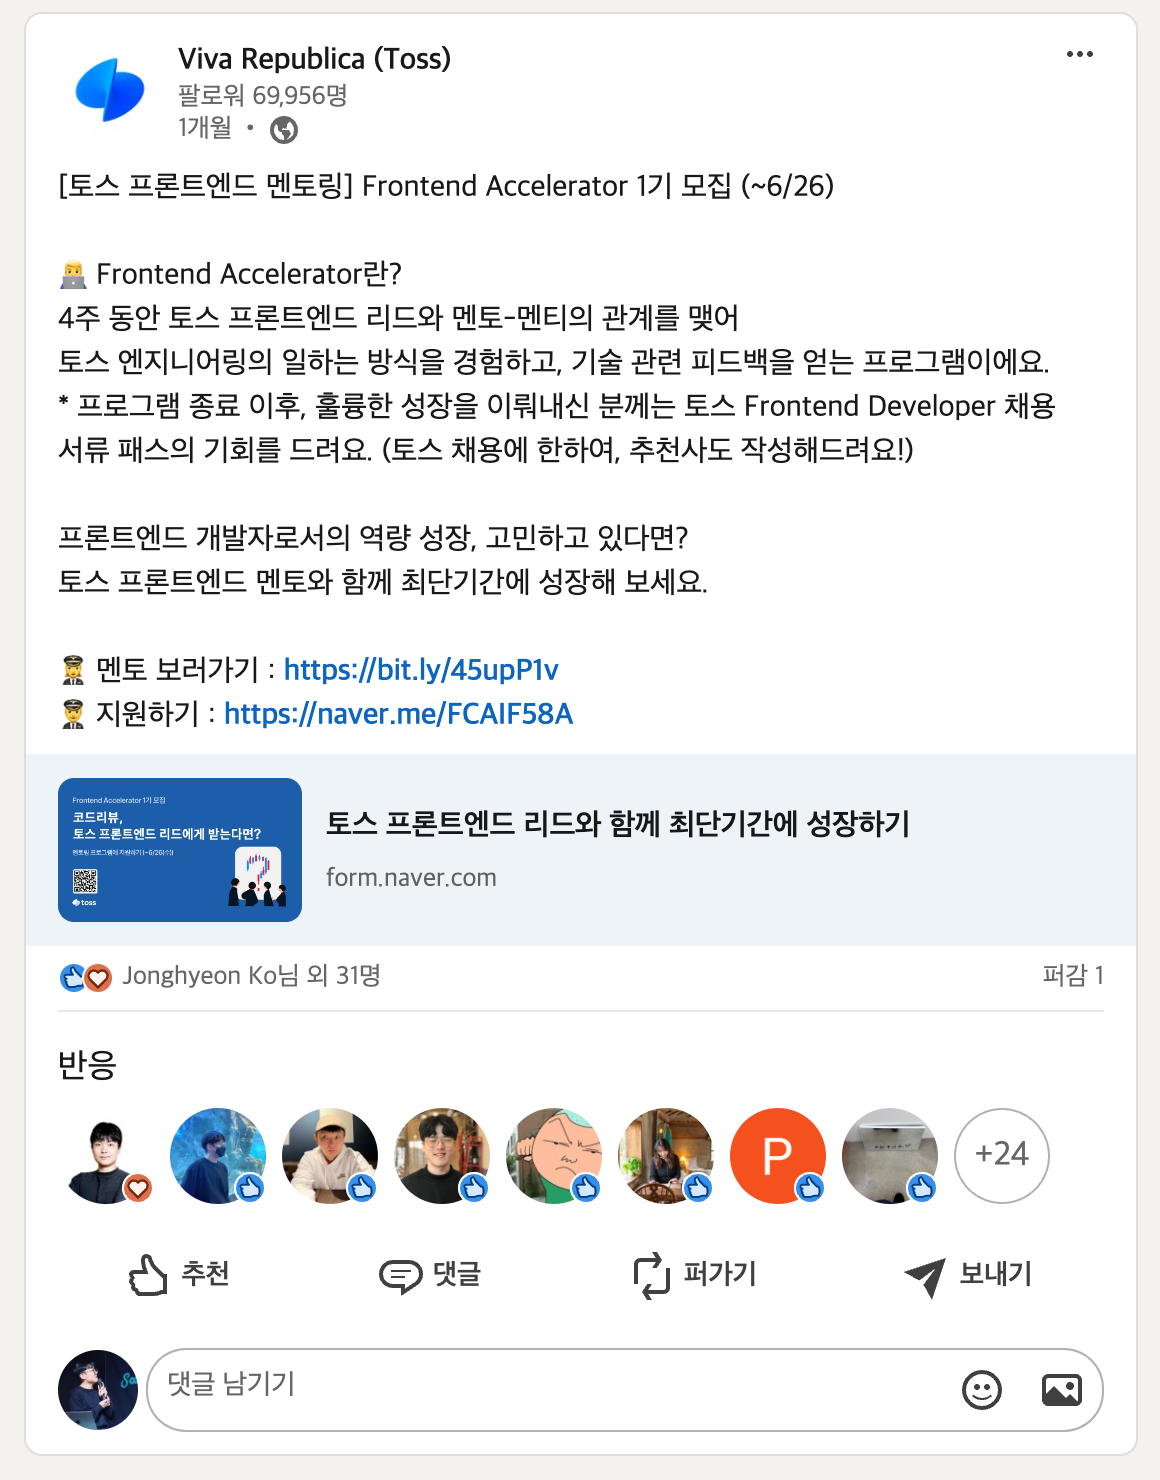 Viva Republica (Toss)
팔로워 69,956명
1개월 •
[토스 프론트엔드 멘토링] Frontend Accelerator 1기 모집 (~6/26)
👨‍💻 Frontend Accelerator란?
4주 동안 토스 프론트엔드 리드와 멘토-멘티의 관계를 맺어
토스 엔지니어링의 일하는 방식을 경험하고, 기술 관련 피드백을 얻는 프로그램이에요.
* 프로그램 종료 이후, 훌륭한 성장을 이뤄내신 분께는 토스 Frontend Developer 채용
서류 패스의 기회를 드려요. (토스 채용에 한하여, 추천사도 작성해드려요!)
프론트엔드 개발자로서의 역량 성장, 고민하고 있다면?
토스 프론트엔드 멘토와 함께 최단기간에 성장해 보세요.
👩‍✈️ 멘토 보러가기 : https://bit.ly/45upP1v
👨‍✈️ 지원하기 : https://naver.me/FCAIF58A
Frontend Accelerator 1기 모집
코드리뷰,
토스 프론트엔드 리드에게 받는다면?
멘토링 프로그램에 지원하기 (~6/26(수))
toss
토스 프론트엔드 리드와 함께 최단기간에 성장하기
form.naver.com
Jonghyeon Ko님 외 31명
퍼감 1
반응
P
+24
추천
댓글
퍼가기
보내기
댓글 남기기